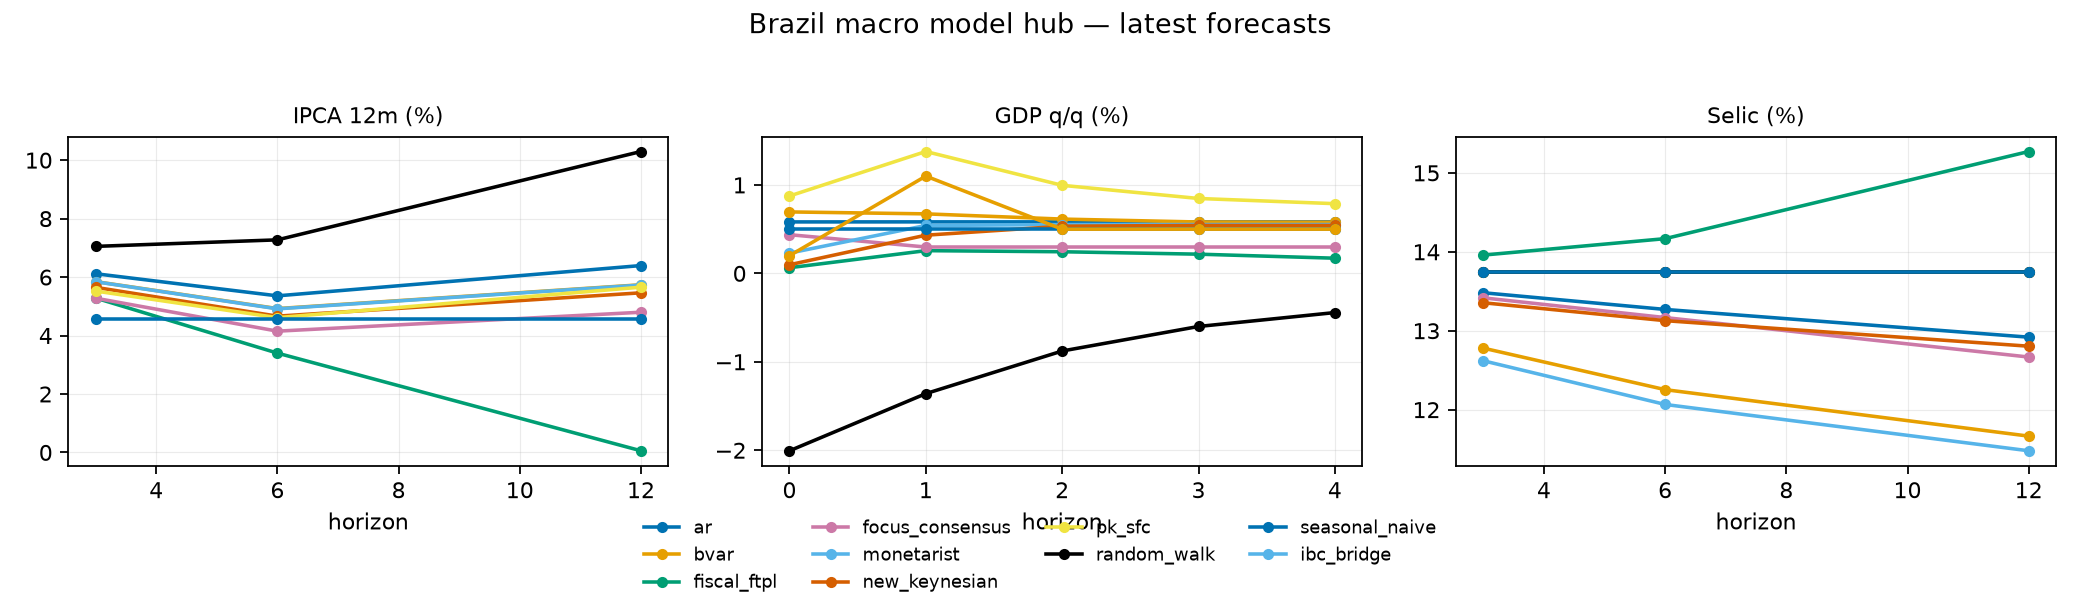 Brazil macro model hub — latest forecasts
IPCA 12m (%)
10
8
6
4
2
0
4 6 8 10 12
horizon
GDP q/q (%)
1
0
−1
−2
0 1 2 3 4
horizon
Selic (%)
15
14
13
12
4 6 8 10 12
horizon
ar
bvar
fiscal_ftpl
focus_consensus
monetarist
new_keynesian
pk_sfc
random_walk
seasonal_naive
ibc_bridge